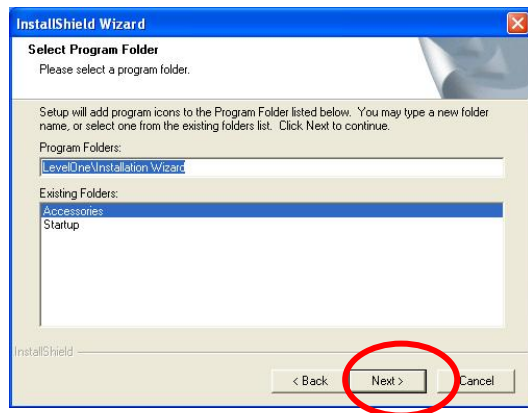 InstallShield Wizard
Select Program Folder
Please select a program folder.
Setup will add program icons to the Program Folder listed below. You may type a new folder
name, or select one from the existing folders list. Click Next to continue.
Program Folders:
LevelOne\Installation Wizard
Existing Folders:
Accessories
Startup
InstallShield
< Back
Next >
Cancel